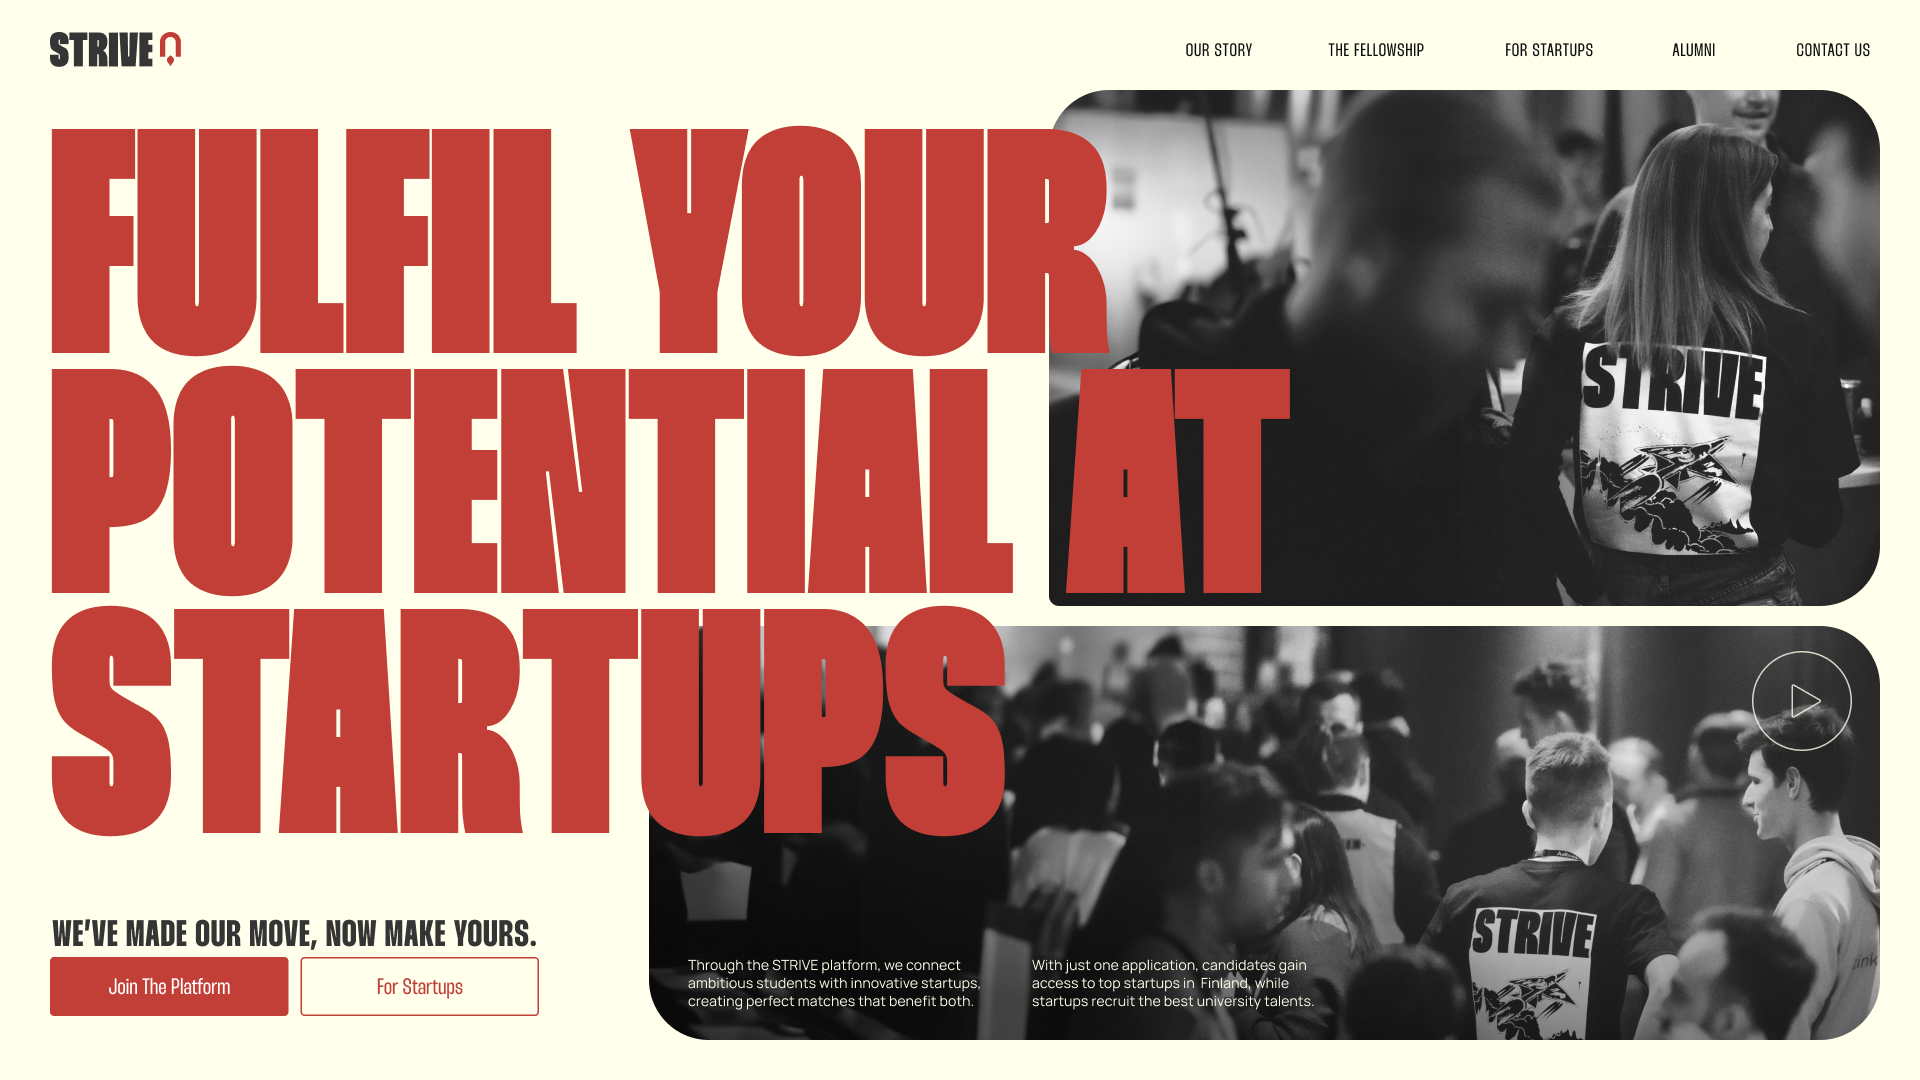 STRIVE
OUR STORY
THE FELLOWSHIP
FOR STARTUPS
ALUMNI
CONTACT US
FULFIL YOUR
POTENTIAL AT
STARTUPS
STRIVE
WE'VE MADE OUR MOVE, NOW MAKE YOURS.
Join The Platform
For Startups
Through the STRIVE platform, we connect
ambitious students with innovative startups,
creating perfect matches that benefit both.
With just one application, candidates gain
access to top startups in Finland, while
startups recruit the best university talents.
STRIVE